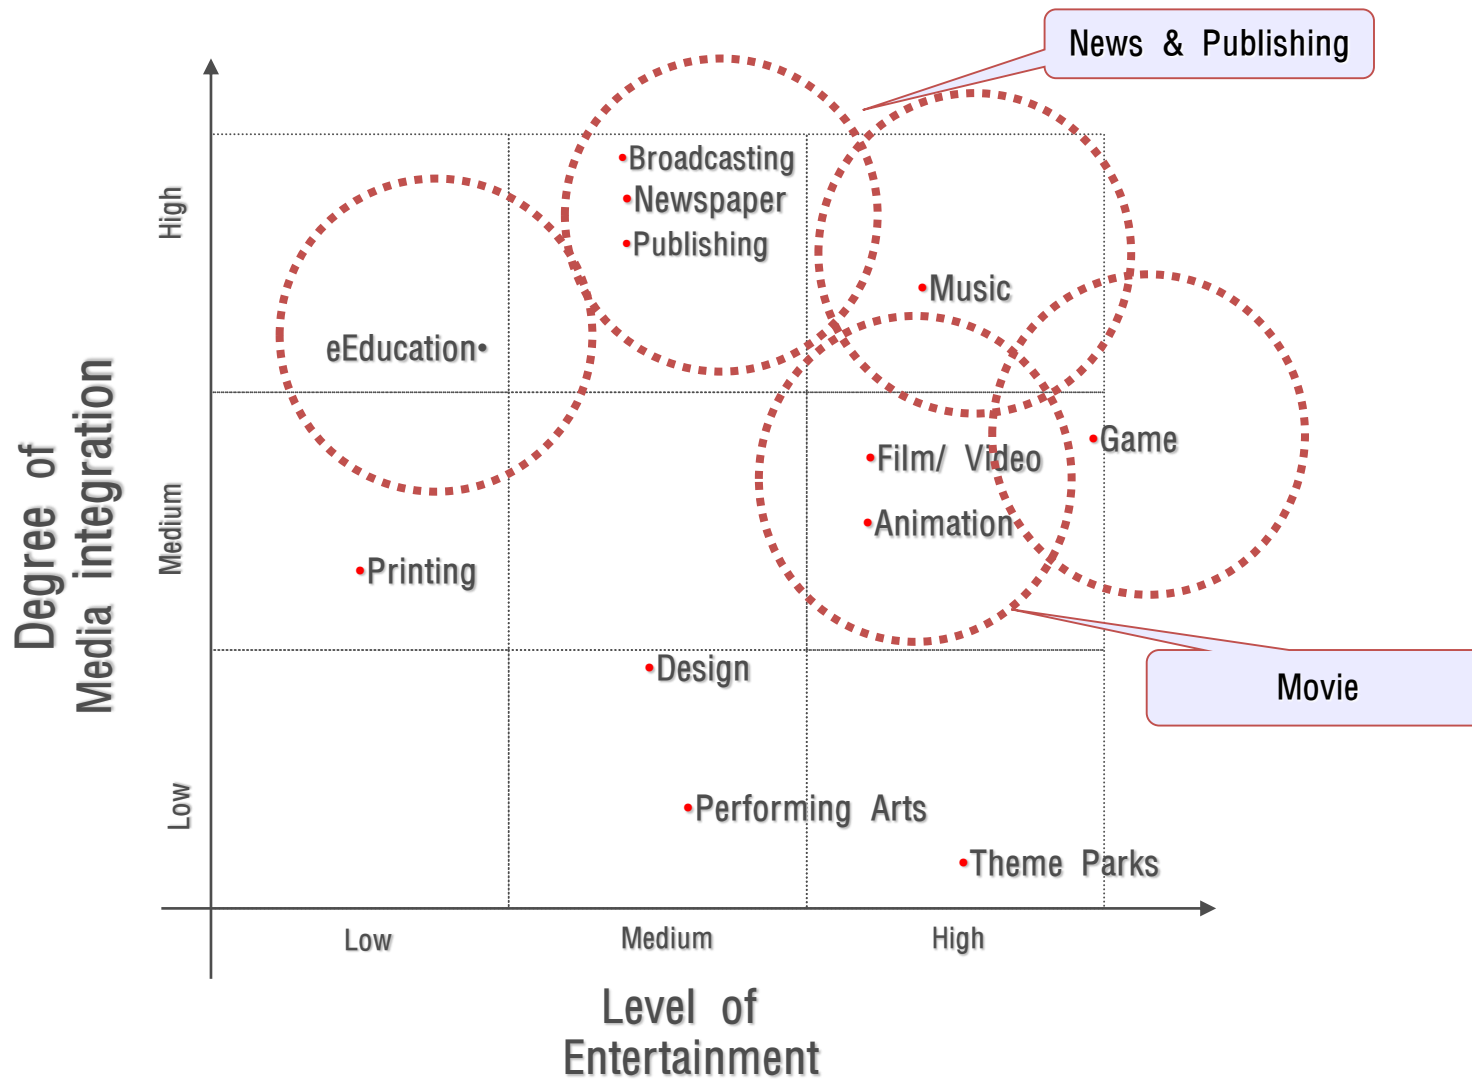 News & Publishing
Broadcasting
Newspaper
Publishing
Music
eEducation
Game
Film/ Video
Animation
Printing
Design
Movie
Performing Arts
Theme Parks
High
Medium
Low
Degree of
Media integration
Low
Medium
High
Level of
Entertainment